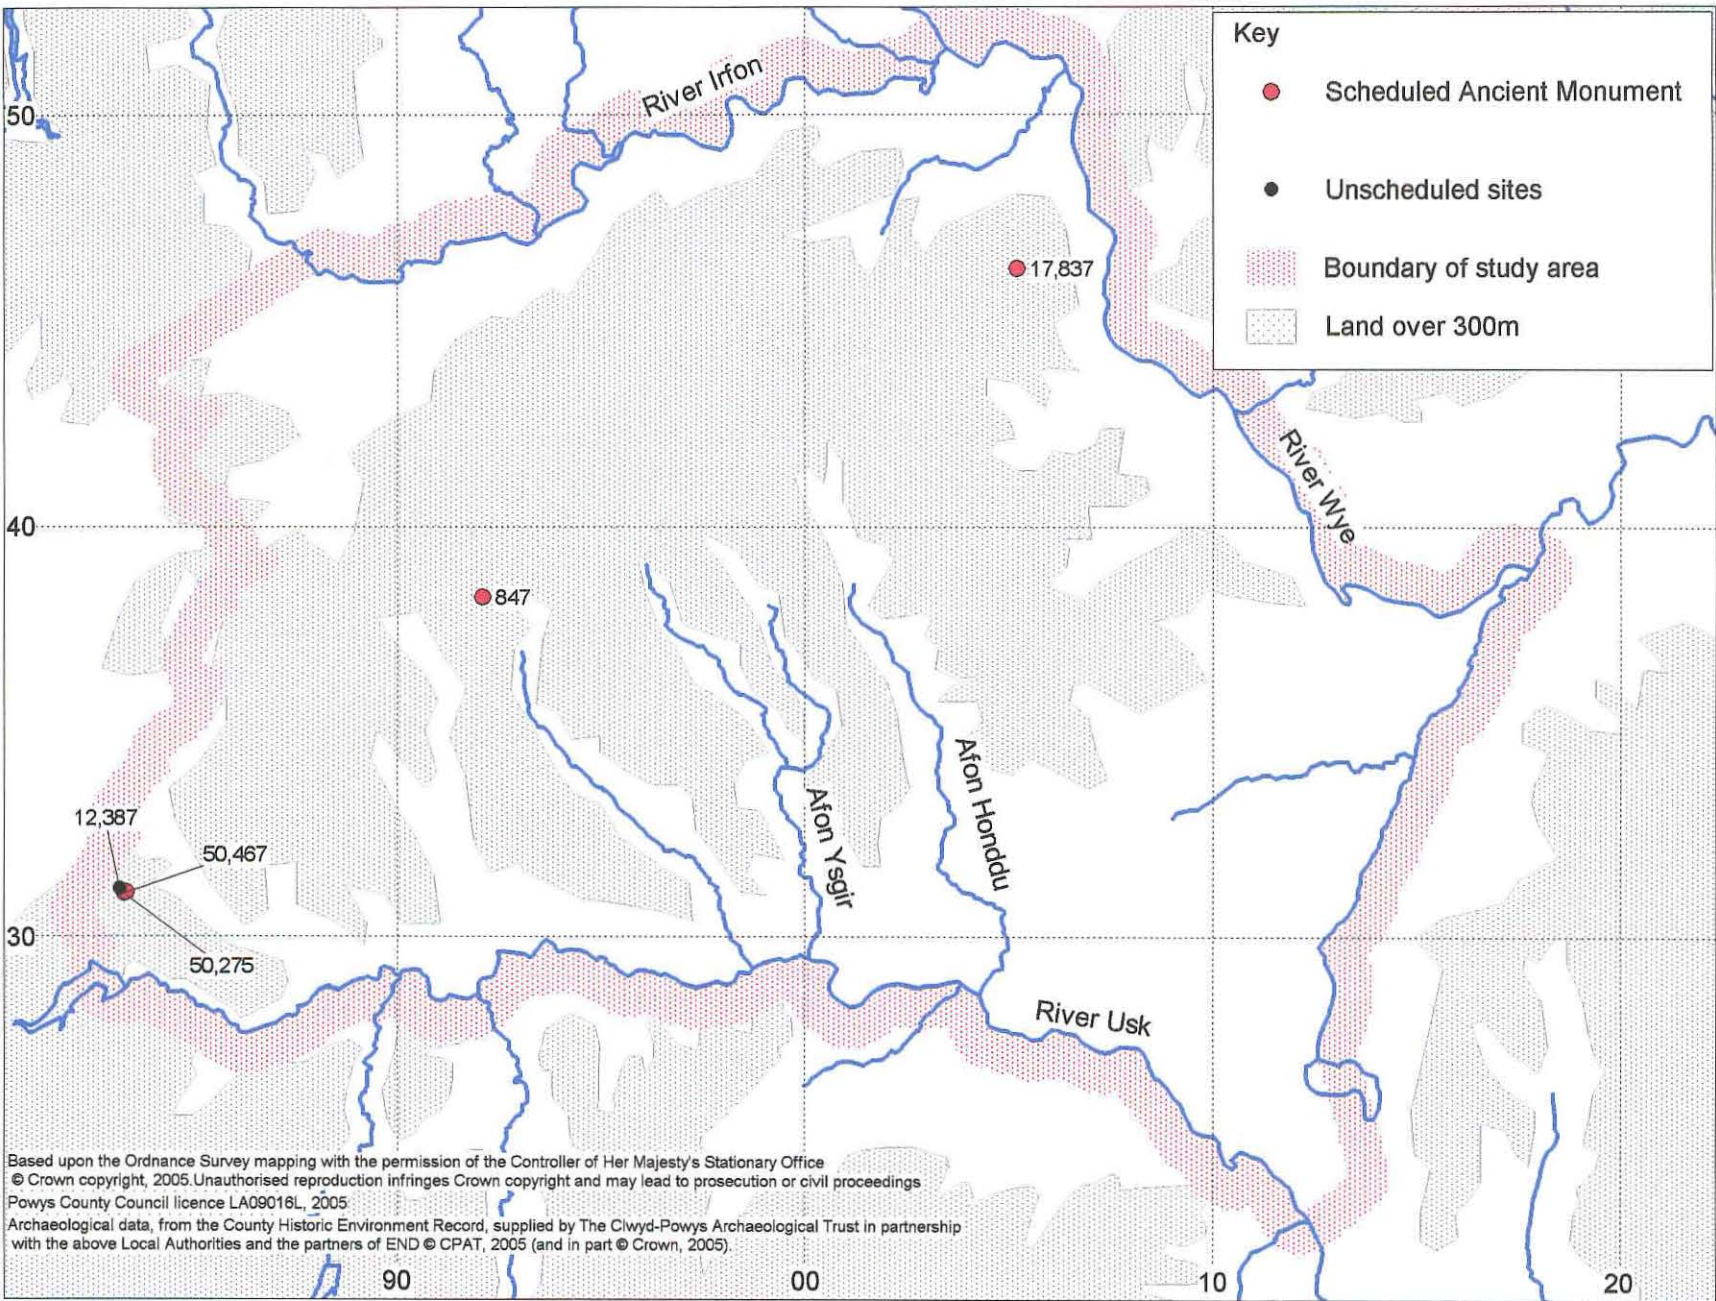 Key
Scheduled Ancient Monument
Unscheduled sites
Boundary of study area
Land over 300m
River Irfon
50
17,837
River Wye
40
847
Afon Honddu
Afon Ysgir
12,387
50,467
30
50,275
River Usk
Based upon the Ordnance Survey mapping with the permission of the Controller of Her Majesty's Stationary Office
© Crown copyright, 2005.Unauthorised reproduction infringes Crown copyright and may lead to prosecution or civil proceedings
Powys County Council licence LA09016L, 2005
Archaeological data, from the County Historic Environment Record, supplied by The Clwyd-Powys Archaeological Trust in partnership
with the above Local Authorities and the partners of END © CPAT, 2005 (and in part © Crown, 2005).
90
00
10
20